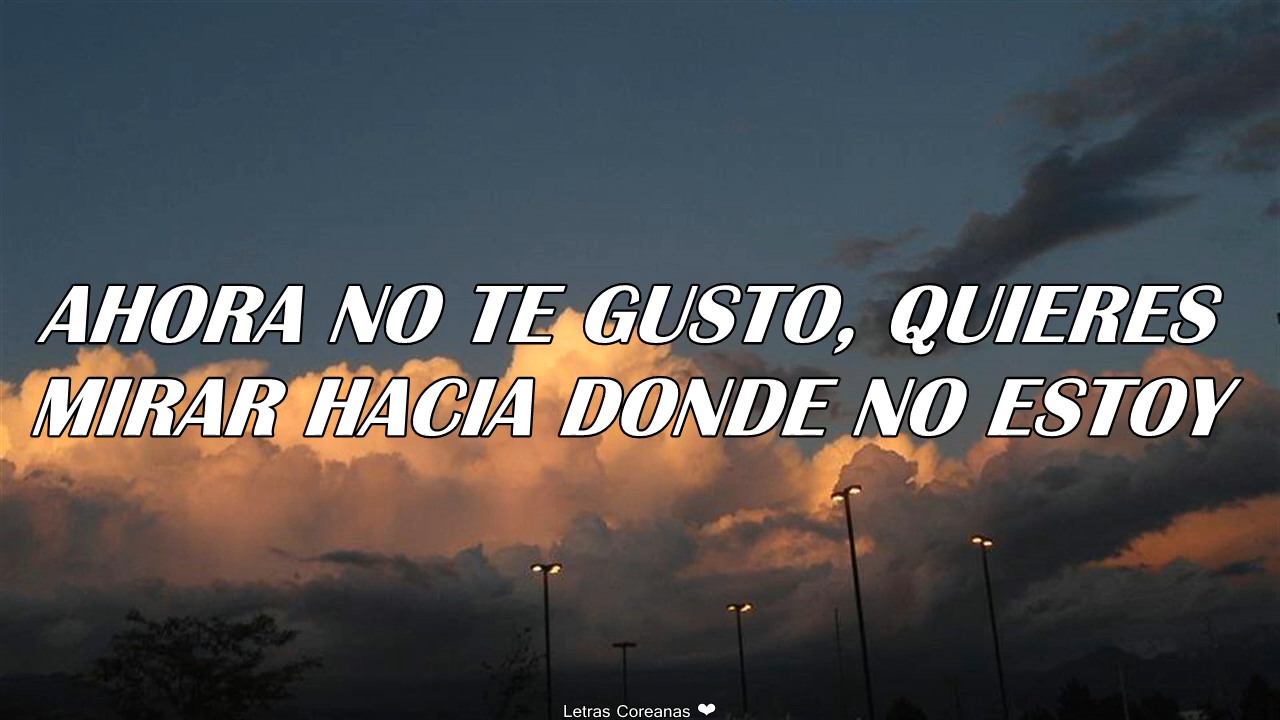 AHORA NO TE GUSTO, QUIERES
MIRAR HACIA DONDE NO ESTOY
Letras Coreanas ❤